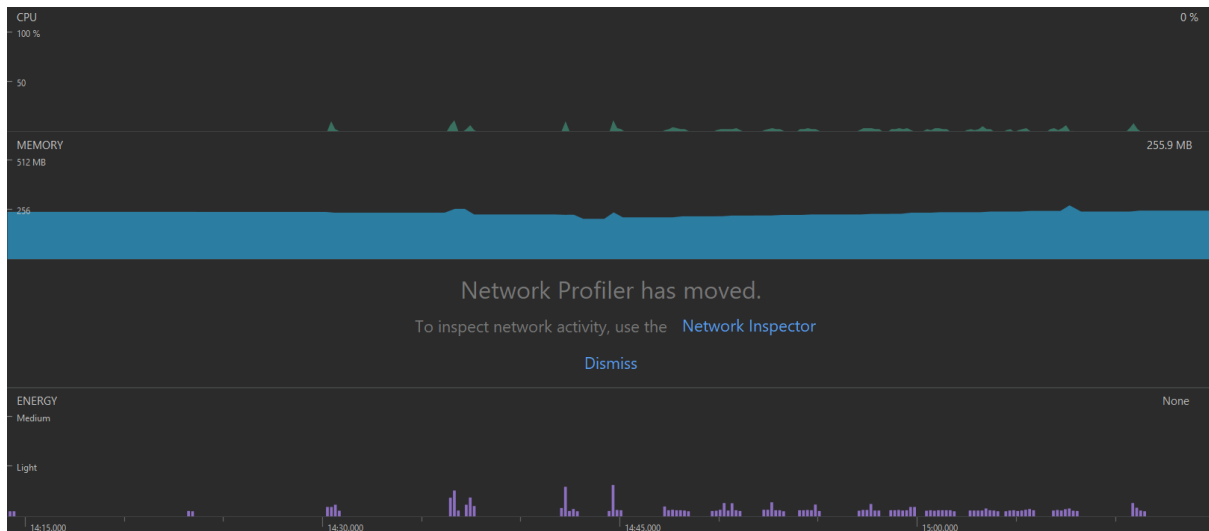 CPU 0 %
100 %
50
MEMORY 255.9 MB
512 MB
256
Network Profiler has moved.
To inspect network activity, use the Network Inspector
Dismiss
ENERGY None
Medium
Light
14:15,000 14:30,000 14:45,000 15:00,000